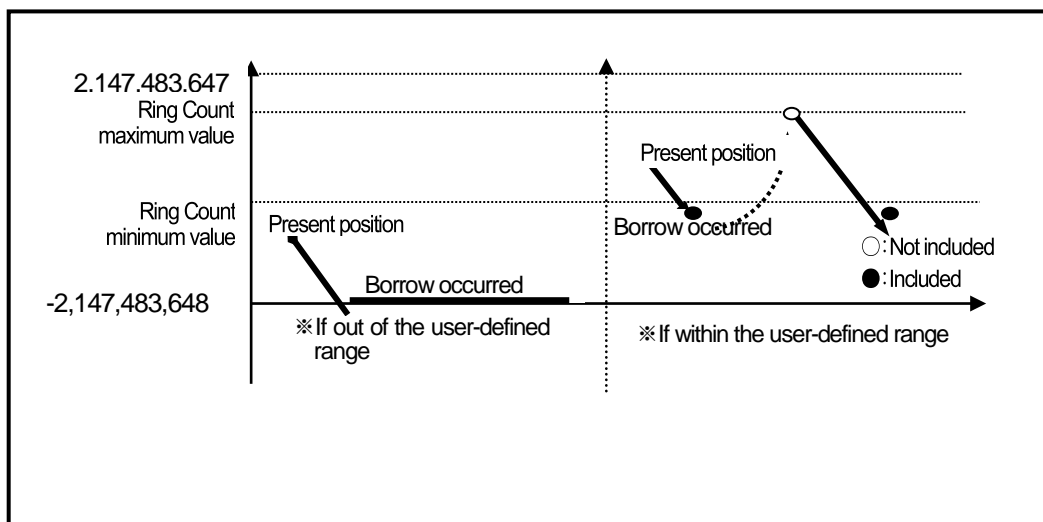 2.147.483.647
Ring Count
maximum value
Present position
Ring Count
minimum value
Present position
Borrow occurred
○: Not included
●: Included
Borrow occurred
-2,147,483,648
※If out of the user-defined
range
※If within the user-defined range